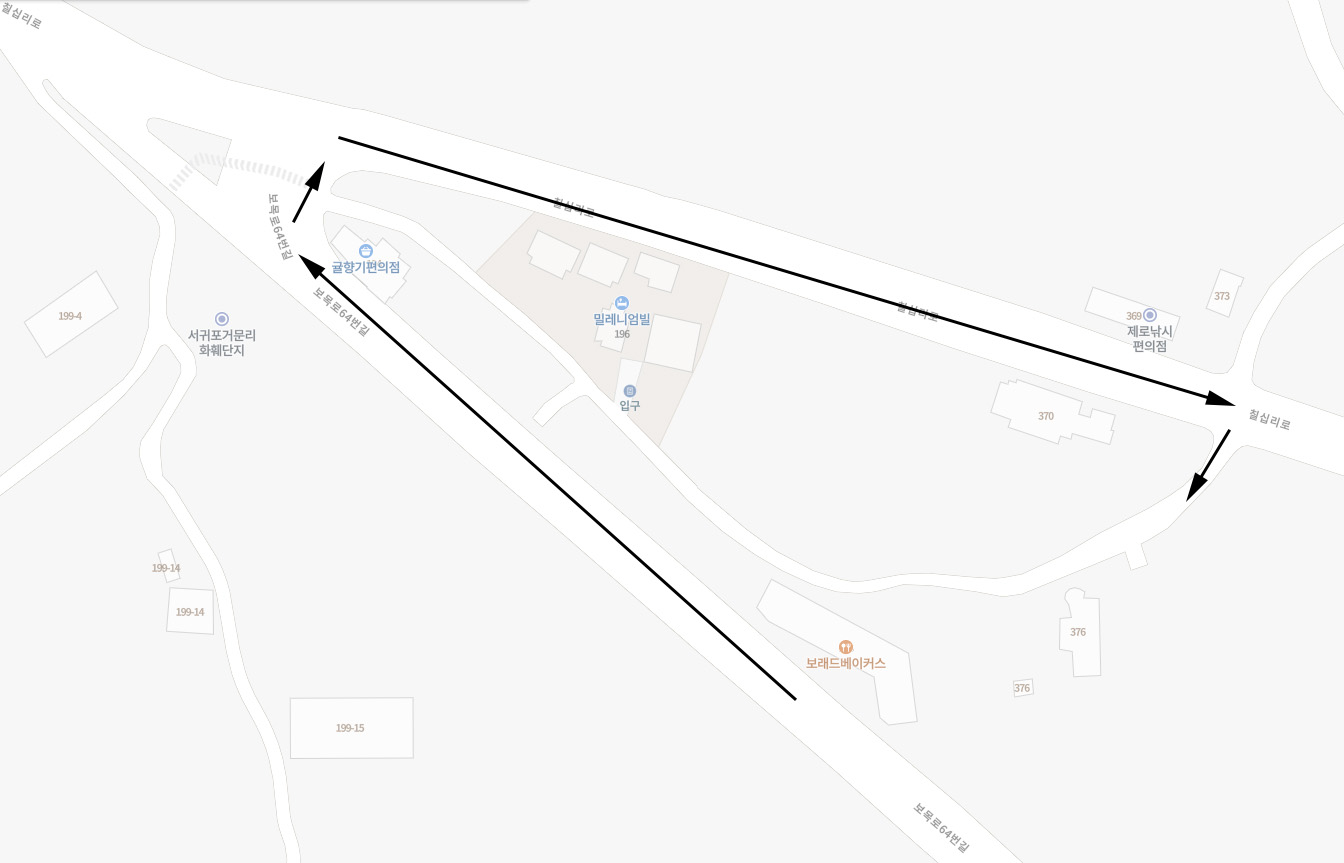 칠십리로
칠십리로
보목로64번길
귤향기편의점
보목로64번길
199-4
서귀포거문리
화훼단지
밀레니엄빌
196
입구
칠십리로
373
369
제로낚시
편의점
370
칠십리로
199-14
199-14
376
보래드베이커스
376
199-15
보목로64번길